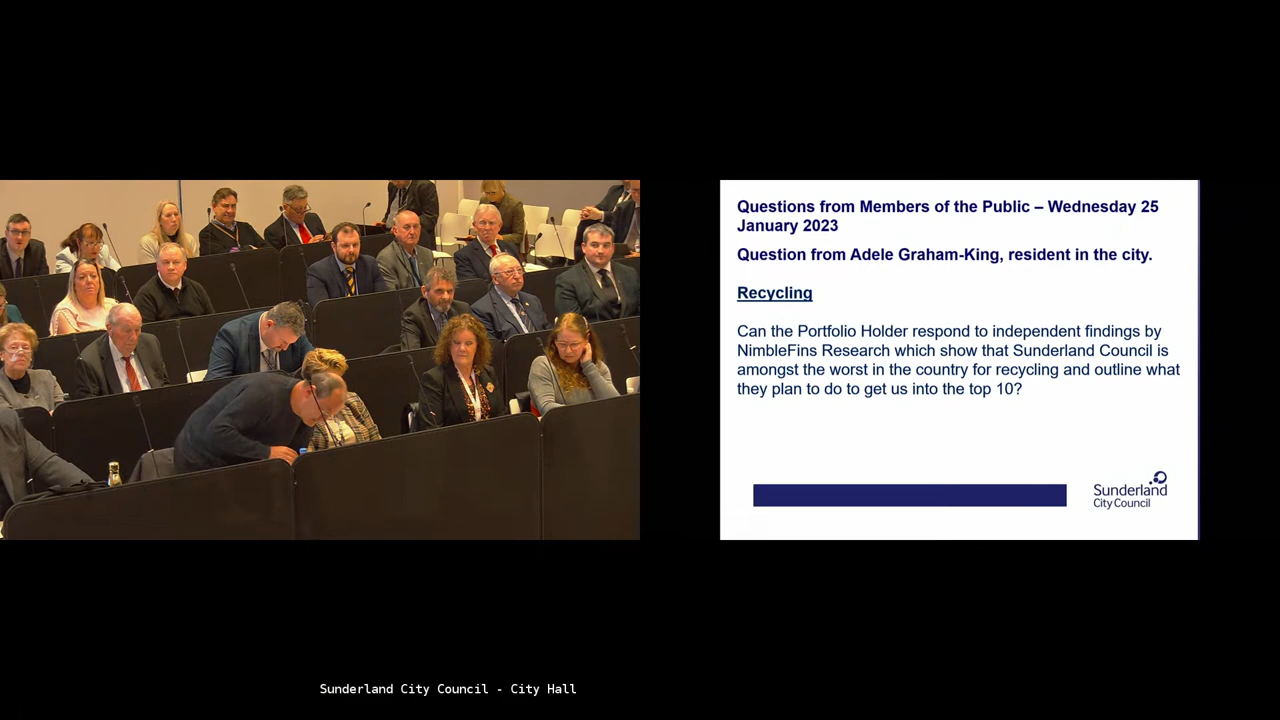 Questions from Members of the Public – Wednesday 25
January 2023
Question from Adele Graham-King, resident in the city.
Recycling
Can the Portfolio Holder respond to independent findings by
NimbleFins Research which show that Sunderland Council is
amongst the worst in the country for recycling and outline what
they plan to do to get us into the top 10?
Sunderland
City Council
Sunderland City Council - City Hall